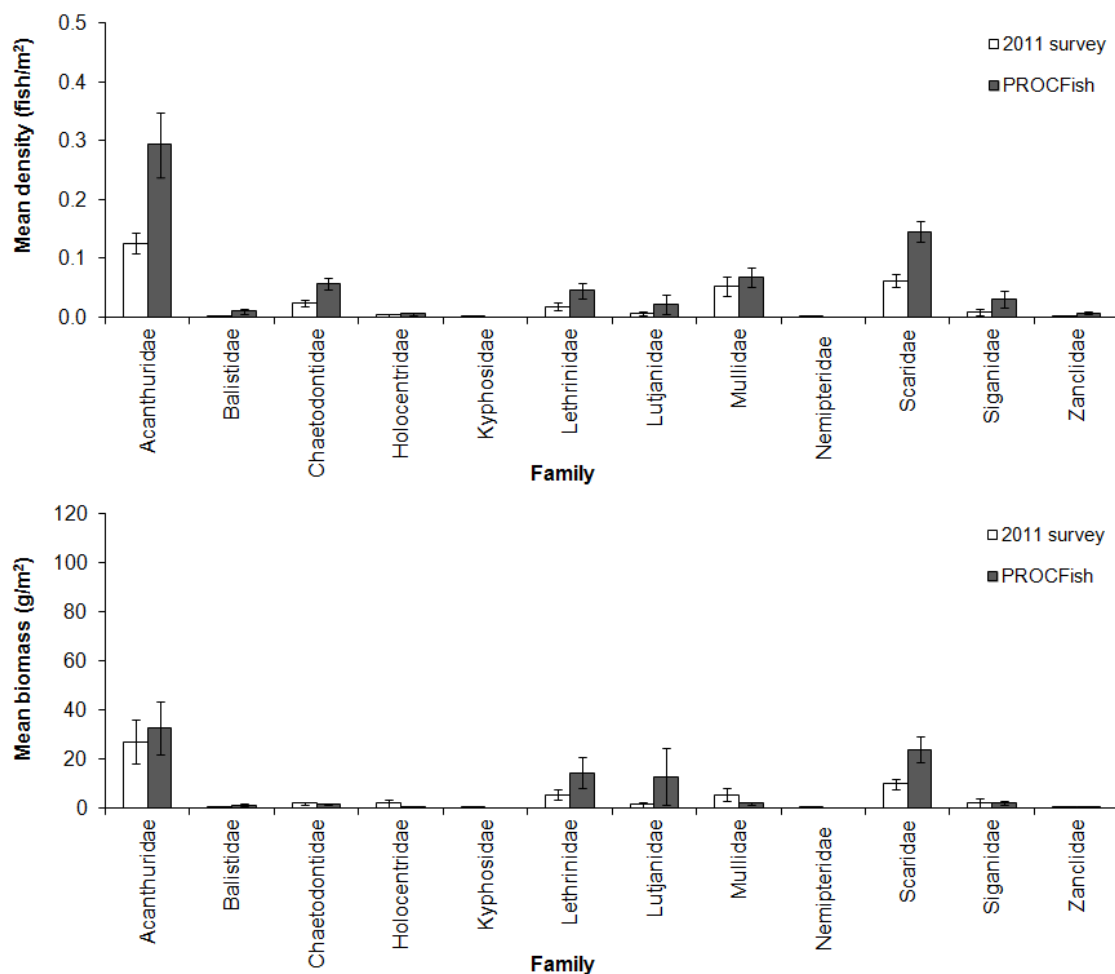 Mean density (fish/m²)
0.5
0.4
0.3
0.2
0.1
0.0
2011 survey
PROCFish
Acanthuridae
Balistidae
Chaetodontidae
Holocentridae
Kyphosidae
Lethrinidae
Lutjanidae
Mullidae
Nemipteridae
Scaridae
Siganidae
Zanclidae
Family
Mean biomass (g/m²)
120
100
80
60
40
20
0
2011 survey
PROCFish
Acanthuridae
Balistidae
Chaetodontidae
Holocentridae
Kyphosidae
Lethrinidae
Lutjanidae
Mullidae
Nemipteridae
Scaridae
Siganidae
Zanclidae
Family